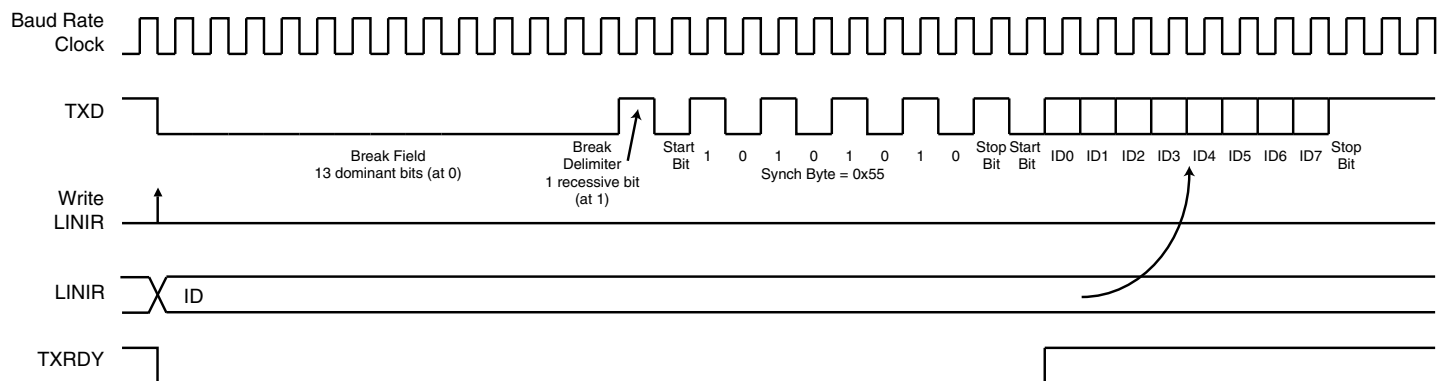 Baud Rate
Clock
TXD
Break Field
13 dominant bits (at 0)
Break
Delimiter
1 recessive bit
(at 1)
Start
Bit
1 0 1 0 1 0 1 0
Synch Byte = 0x55
Stop
Bit
Start
Bit
ID0 ID1 ID2 ID3 ID4 ID5 ID6 ID7
Stop
Bit
Write
LINIR
LINIR
ID
TXRDY